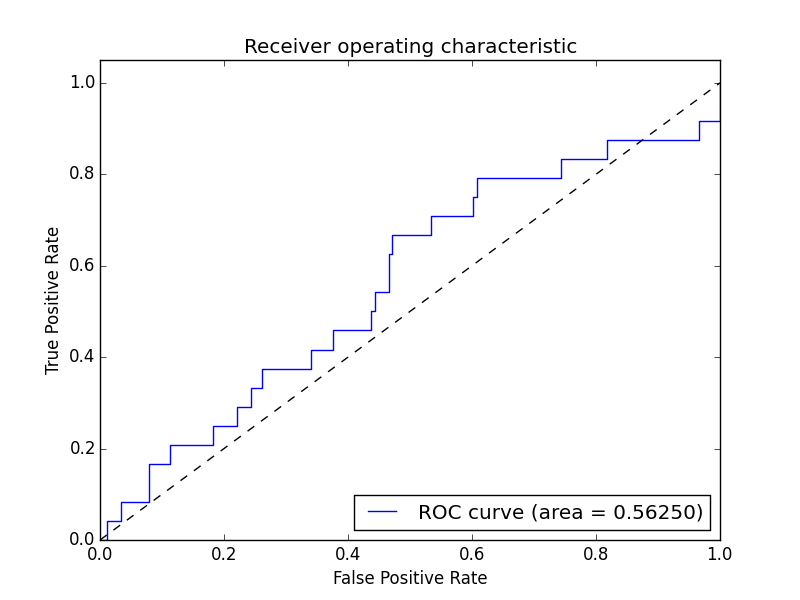 Receiver operating characteristic
True Positive Rate
1.0
0.8
0.6
0.4
0.2
0.0
ROC curve (area = 0.56250)
0.0 0.2 0.4 0.6 0.8 1.0
False Positive Rate